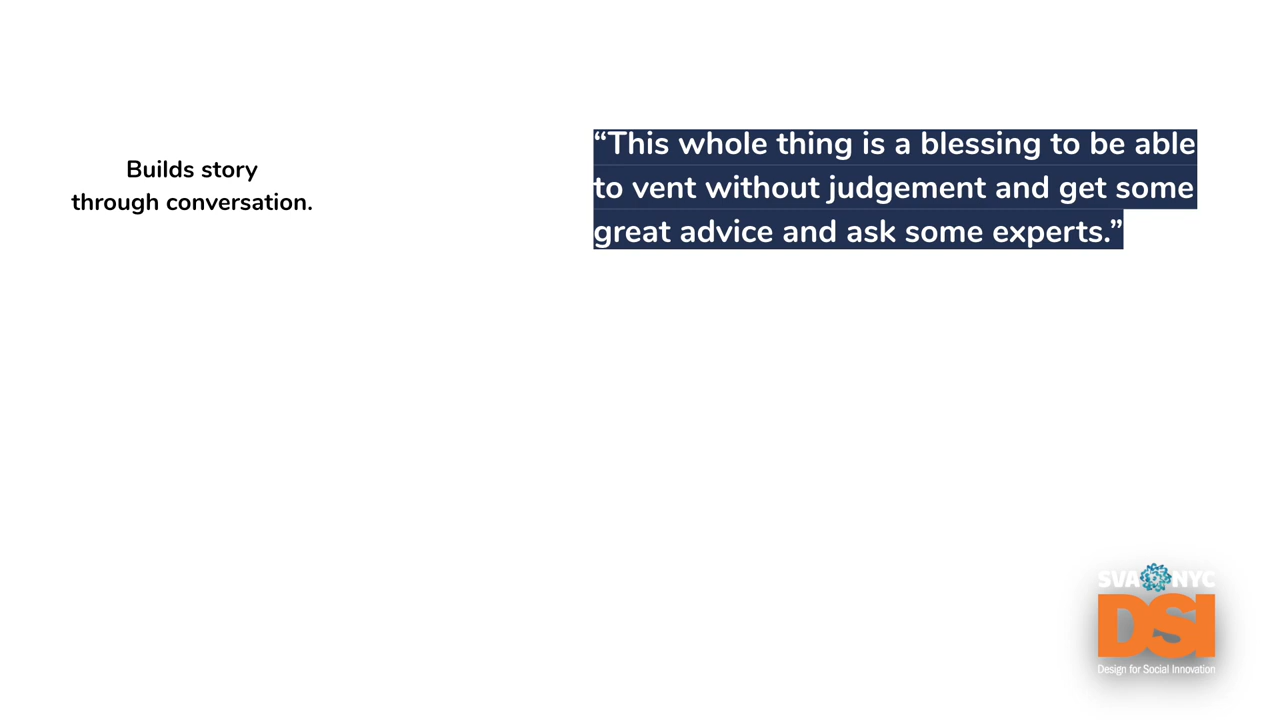 Builds story
through conversation.
“This whole thing is a blessing to be able
to vent without judgement and get some
great advice and ask some experts.”
SVA NYC
DSI
Design for Social Innovation